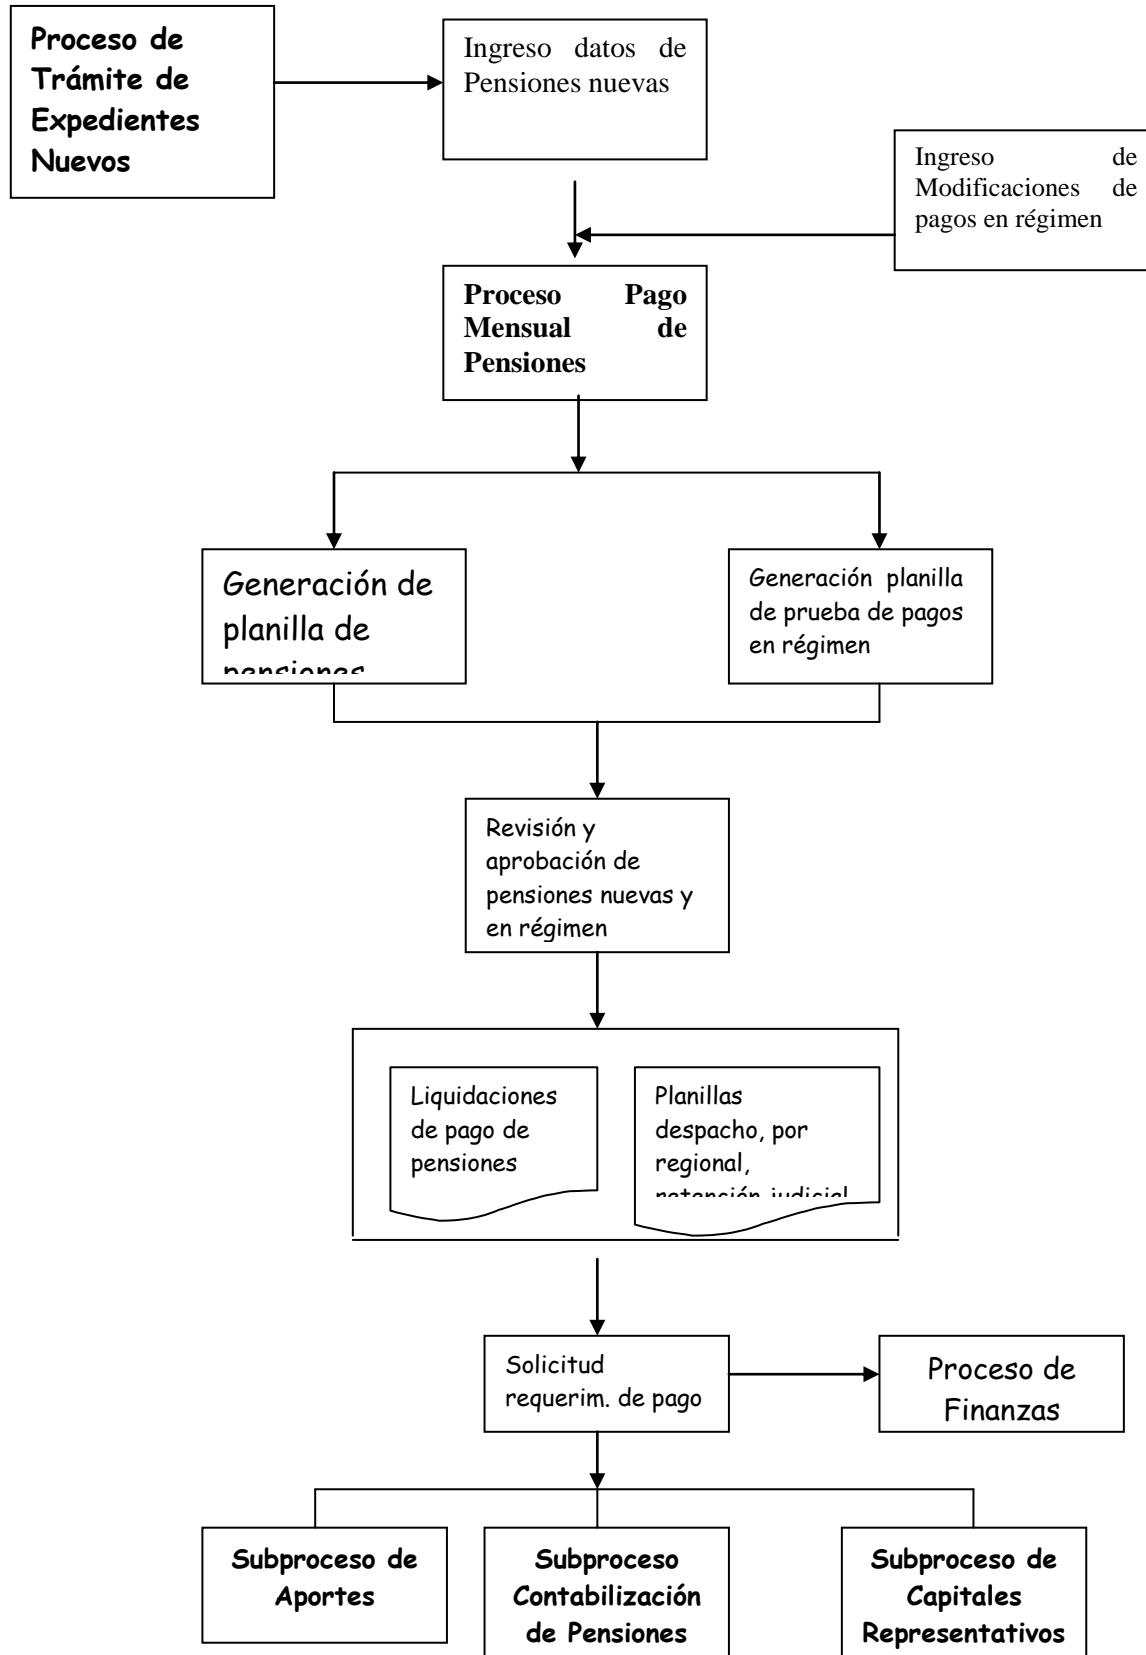 Proceso de
Trámite de
Expedientes
Nuevos
Ingreso datos de
Pensiones nuevas
Ingreso de
Modificaciones de
pagos en régimen
Proceso Pago
Mensual de
Pensiones
Generación de
planilla de
pensiones
Generación planilla
de prueba de pagos
en régimen
Revisión y
aprobación de
pensiones nuevas y
en régimen
Liquidaciones
de pago de
pensiones
Planillas
despacho, por
regional,
retención judicial
Solicitud
requerim. de pago
Proceso de
Finanzas
Subproceso de
Aportes
Subproceso
Contabilización
de Pensiones
Subproceso de
Capitales
Representativos